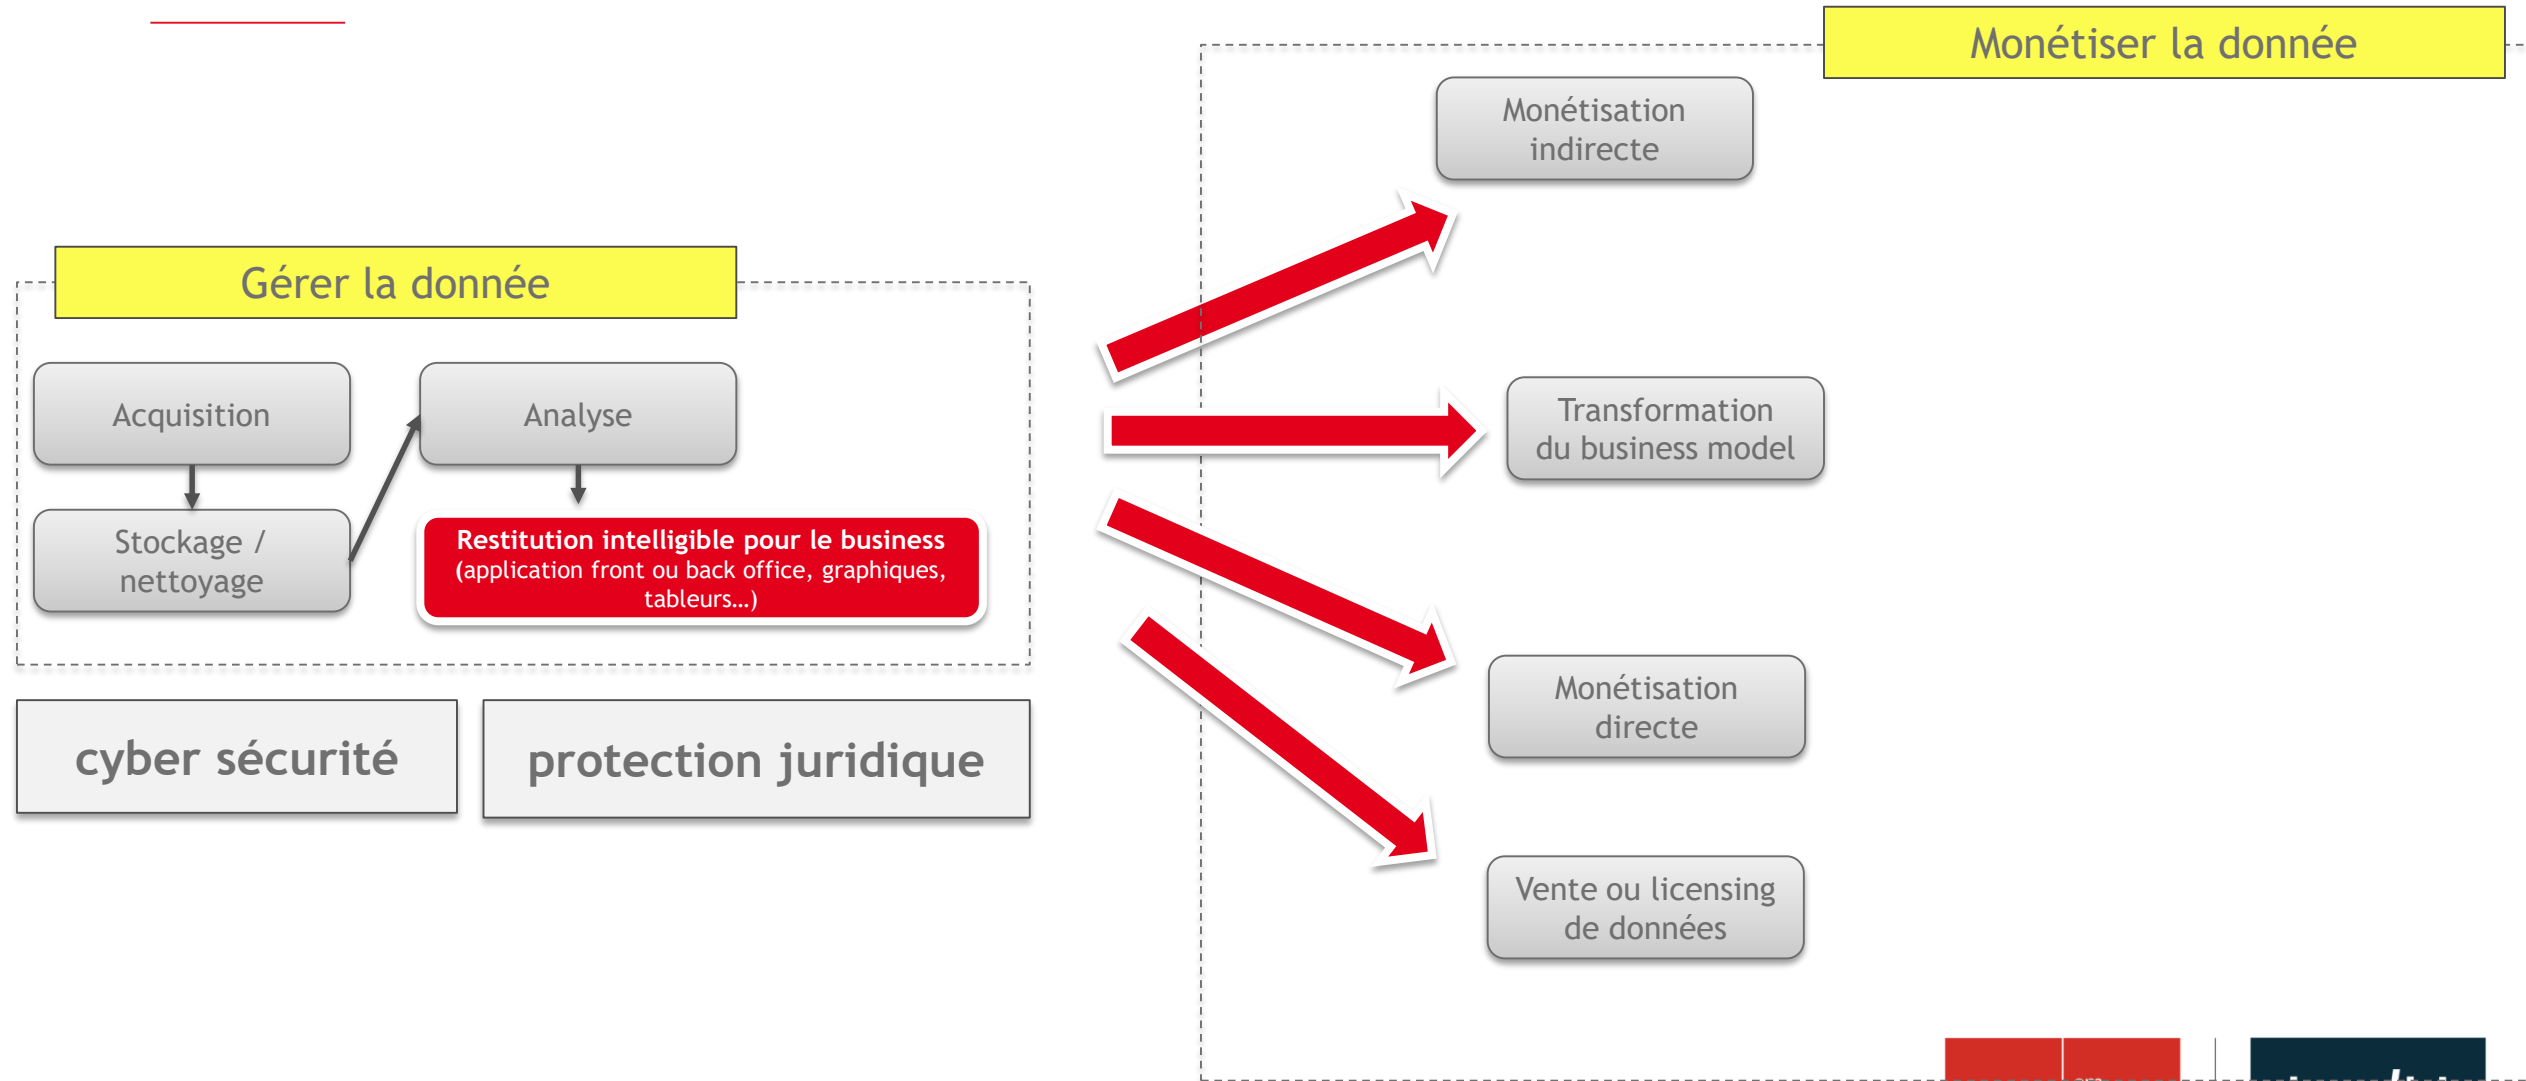 Monétiser la donnée
Monétisation
indirecte
Gérer la donnée
Acquisition
Analyse
Transformation
du business model
Stockage /
nettoyage
Restitution intelligible pour le business
(application front ou back office, graphiques,
tableurs…)
Monétisation
directe
cyber sécurité
protection juridique
Vente ou licensing
de données